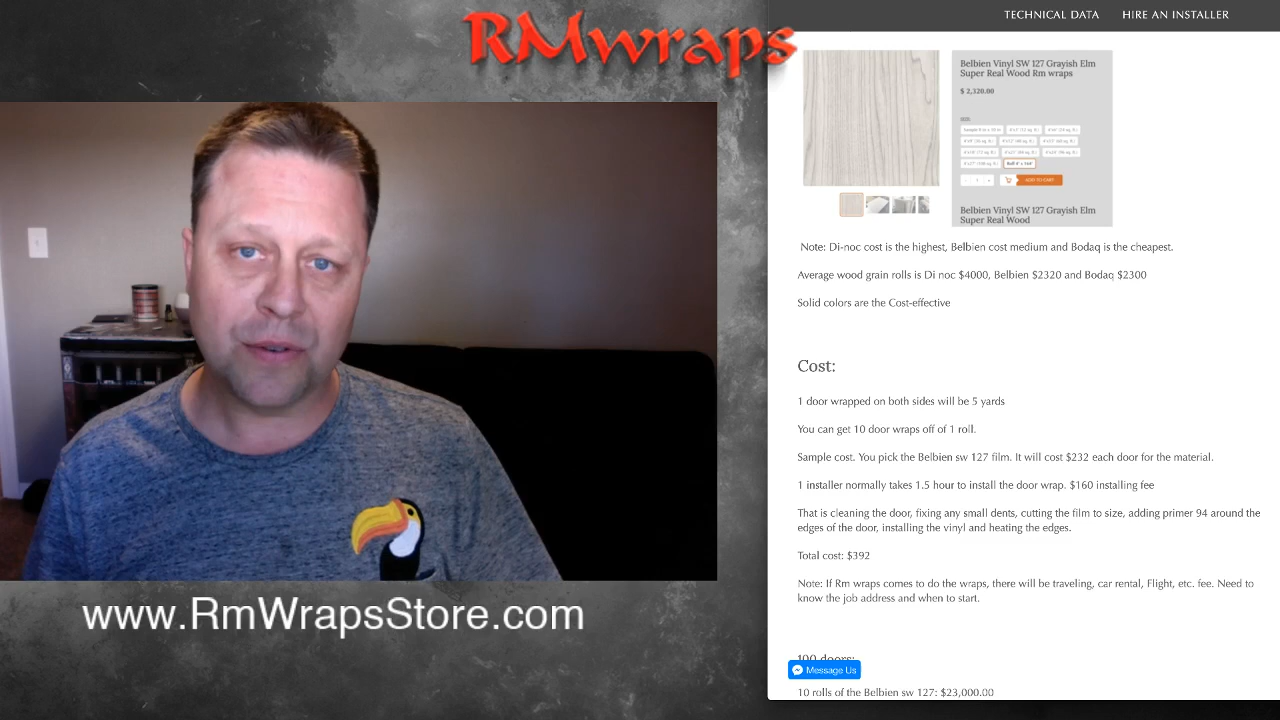 RMwraps
TECHNICAL DATA HIRE AN INSTALLER
Belbien Vinyl SW 127 Grayish Elm
Super Real Wood Rm wraps
$ 2,320.00
SIZE
Roll 4' x 164'
1
ADD TO CART
Belbien Vinyl SW 127 Grayish Elm
Super Real Wood
Note: Di-noc cost is the highest, Belbien cost medium and Bodaq is the cheapest.
Average wood grain rolls is Di noc $4000, Belbien $2320 and Bodaq $2300
Solid colors are the Cost-effective
Cost:
1 door wrapped on both sides will be 5 yards
You can get 10 door wraps off of 1 roll.
Sample cost. You pick the Belbien sw 127 film. It will cost $232 each door for the material.
1 installer normally takes 1.5 hour to install the door wrap. $160 installing fee
That is cleaning the door, fixing any small dents, cutting the film to size, adding primer 94 around the
edges of the door, installing the vinyl and heating the edges.
Total cost: $392
Note: If Rm wraps comes to do the wraps, there will be traveling, car rental, Flight, etc. fee. Need to
know the job address and when to start.
100 doors:
Message Us
10 rolls of the Belbien sw 127: $23,000.00
www.RmWrapsStore.com